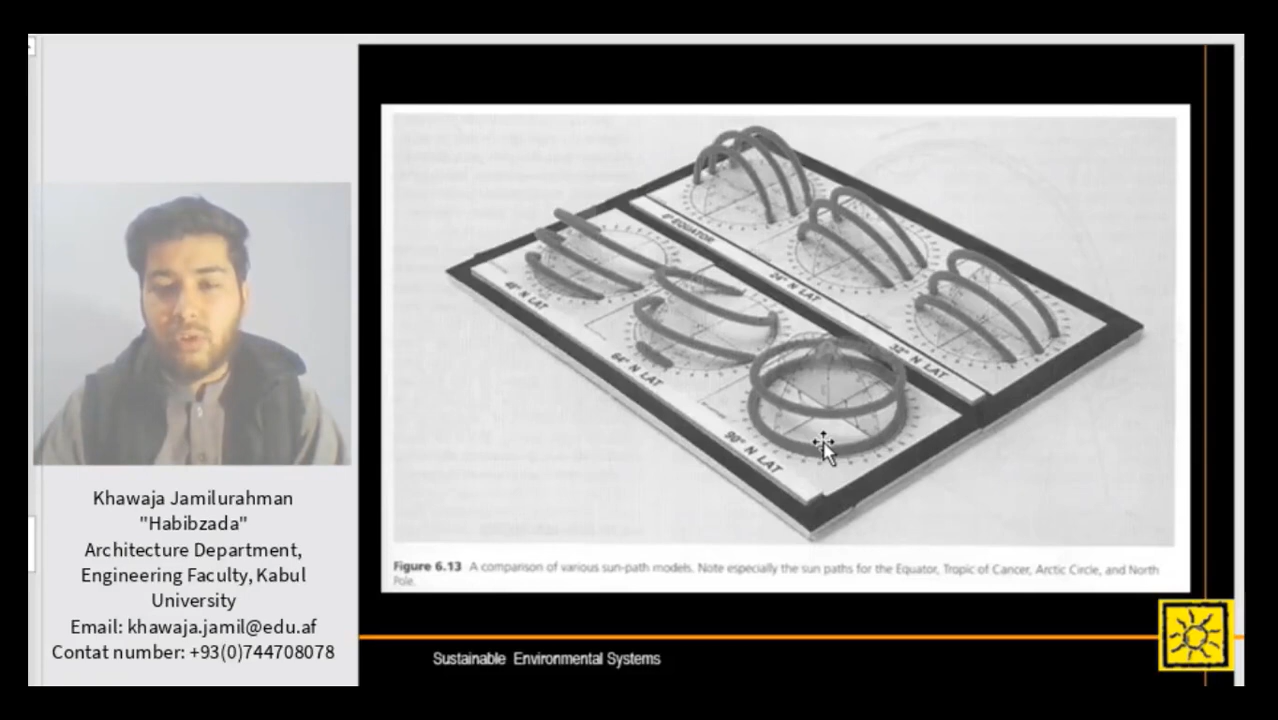 Khawaja Jamilurahman
"Habibzada"
Architecture Department,
Engineering Faculty, Kabul
University
Email: khawaja.jamil@edu.af
Contat number: +93(0)744708078
0° EQUATOR
24° N LAT
32° N LAT
48° N LAT
64° N LAT
90° N LAT
Figure 6.13 A comparison of various sun-path models. Note especially the sun paths for the Equator, Tropic of Cancer, Arctic Circle, and North
Pole.
Sustainable Environmental Systems